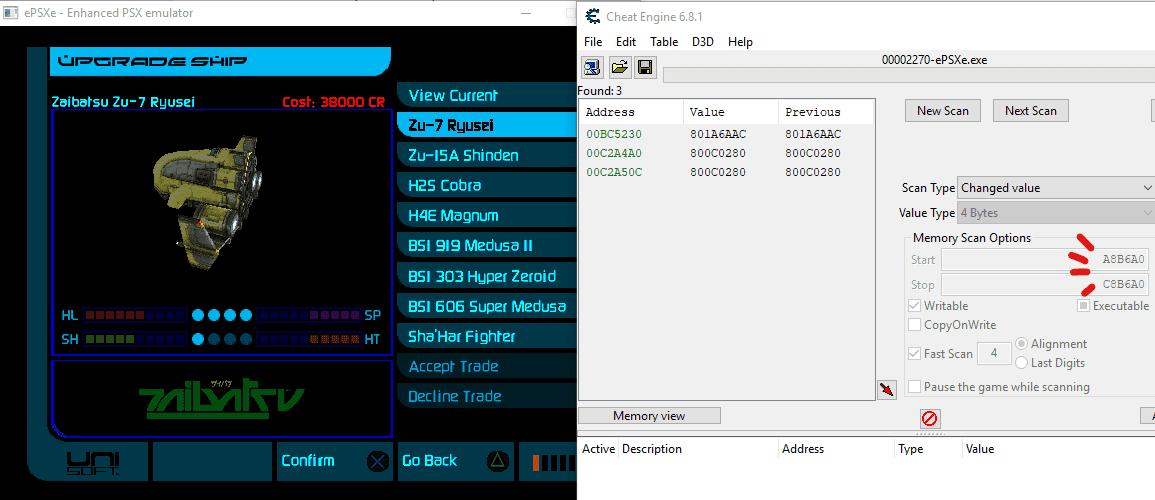 ePSXe - Enhanced PSX emulator
UPGRADE SHIP
Zaibatsu Zu-7 Ryusei
Cost: 38000 CR
View Current
Zu-7 Ryusei
Zu-15A Shinden
H2S Cobra
H4E Magnum
BSI 919 Medusa II
BSI 303 Hyper Zeroid
BSI 606 Super Medusa
Sha'Har Fighter
Accept Trade
Decline Trade
HL
SP
SH
HT
ザイバツ
Zaibatsu
UNI
SOFT.
Confirm
Go Back
Cheat Engine 6.8.1
File Edit Table D3D Help
00002270-ePSXe.exe
Found: 3
Address Value Previous
00BC5230 801A6AAC 801A6AAC
00C2A4A0 800C0280 800C0280
00C2A50C 800C0280 800C0280
New Scan
Next Scan
Scan Type Changed value
Value Type 4 Bytes
Memory Scan Options
Start A8B6A0
Stop C8B6A0
Writable
Executable
CopyOnWrite
Fast Scan 4
Alignment
Last Digits
Pause the game while scanning
Memory view
Active Description Address Type Value